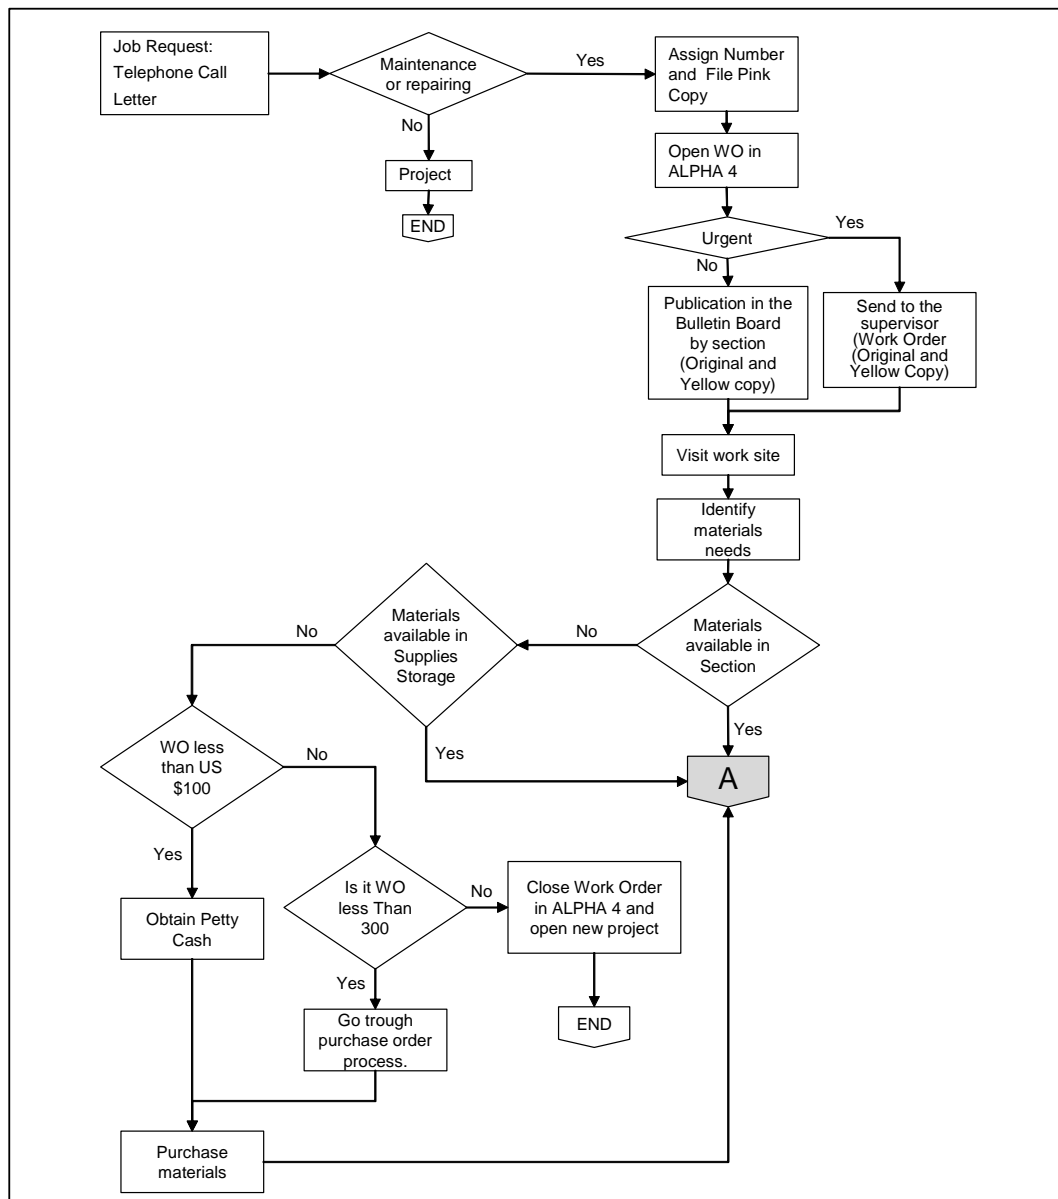 Job Request:
Telephone Call
Letter
Maintenance
or repairing
Yes
Assign Number
and File Pink
Copy
No
Project
END
Open WO in
ALPHA 4
Urgent
Yes
No
Publication in the
Bulletin Board
by section
(Original and
Yellow copy)
Send to the
supervisor
(Work Order
(Original and
Yellow Copy)
Visit work site
Identify
materials
needs
Materials
available in
Section
No
Yes
Materials
available in
Supplies
Storage
No
Yes
A
WO less
than US
$100
No
Yes
Is it WO
less Than
300
No
Close Work Order
in ALPHA 4 and
open new project
END
Yes
Obtain Petty
Cash
Go trough
purchase order
process.
Purchase
materials